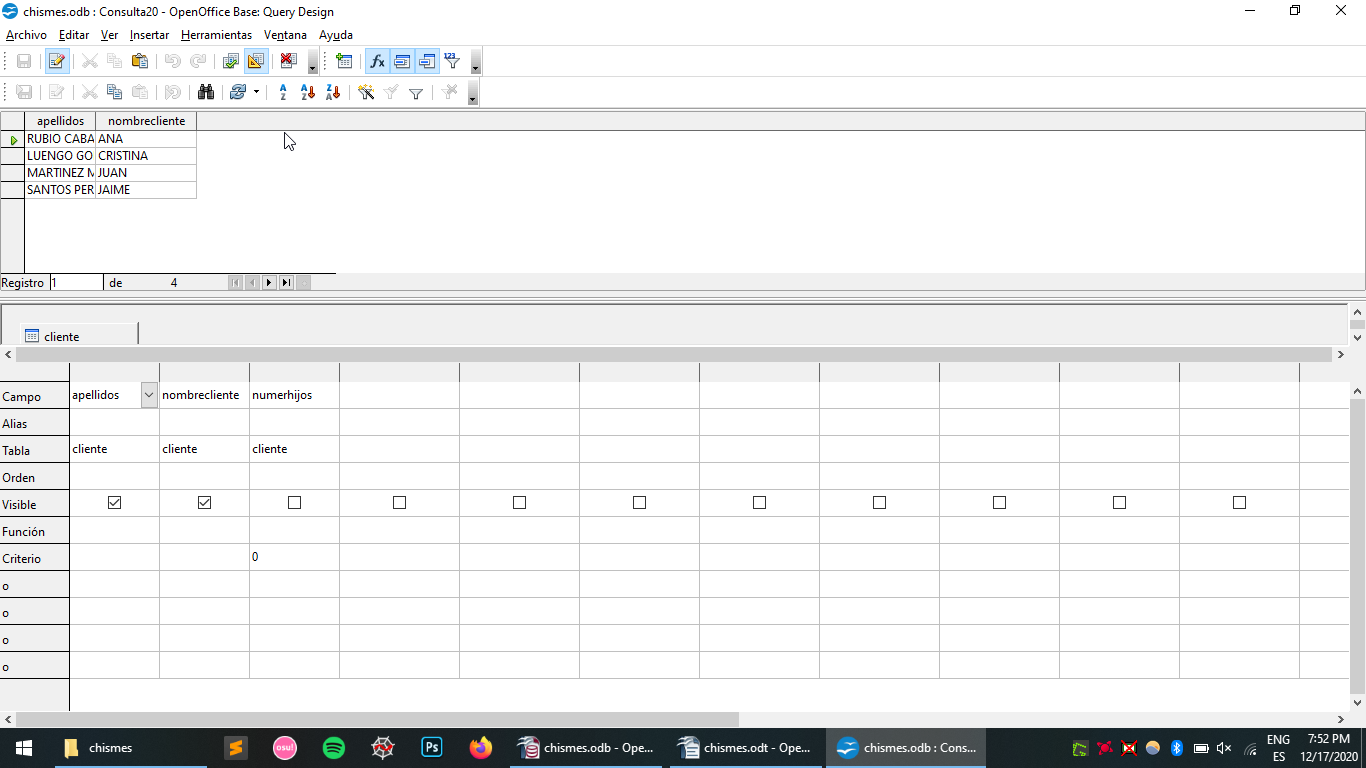 chismes.odb : Consulta20 - OpenOffice Base: Query Design
Archivo Editar Ver Insertar Herramientas Ventana Ayuda
apellidos nombrecliente
RUBIO CABA ANA
LUENGO GO CRISTINA
MARTINEZ M JUAN
SANTOS PER JAIME
Registro 1 de 4
cliente
Campo apellidos nombrecliente numerhijos
Alias
Tabla cliente cliente cliente
Orden
Visible
Función
Criterio 0
o
o
o
o
chismes osu! Ps chismes.odb - Ope... chismes.odt - Ope... chismes.odb : Cons... ENG 7:52 PM
ES 12/17/2020